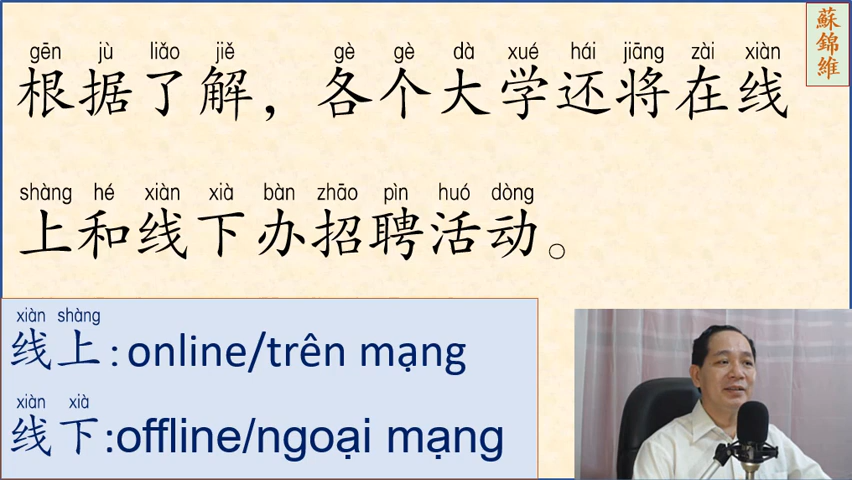 gēn jù liǎo jiě gè gè dà xué hái jiāng zài xiàn
根据了解，各个大学还将在线
shàng hé xiàn xià bàn zhāo pìn huó dòng
上和线下办招聘活动。
xiàn shàng
线上: online/trên mạng
xiàn xià
线下:offline/ngoại mạng
蘇錦維